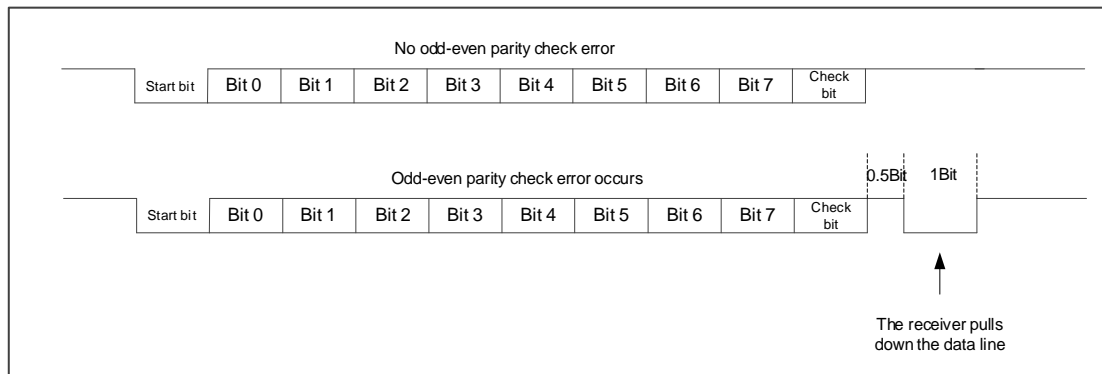 No odd-even parity check error
Start bit Bit 0 Bit 1 Bit 2 Bit 3 Bit 4 Bit 5 Bit 6 Bit 7 Check
bit
0.5Bit 1Bit
Odd-even parity check error occurs
Start bit Bit 0 Bit 1 Bit 2 Bit 3 Bit 4 Bit 5 Bit 6 Bit 7 Check
bit
The receiver pulls
down the data line